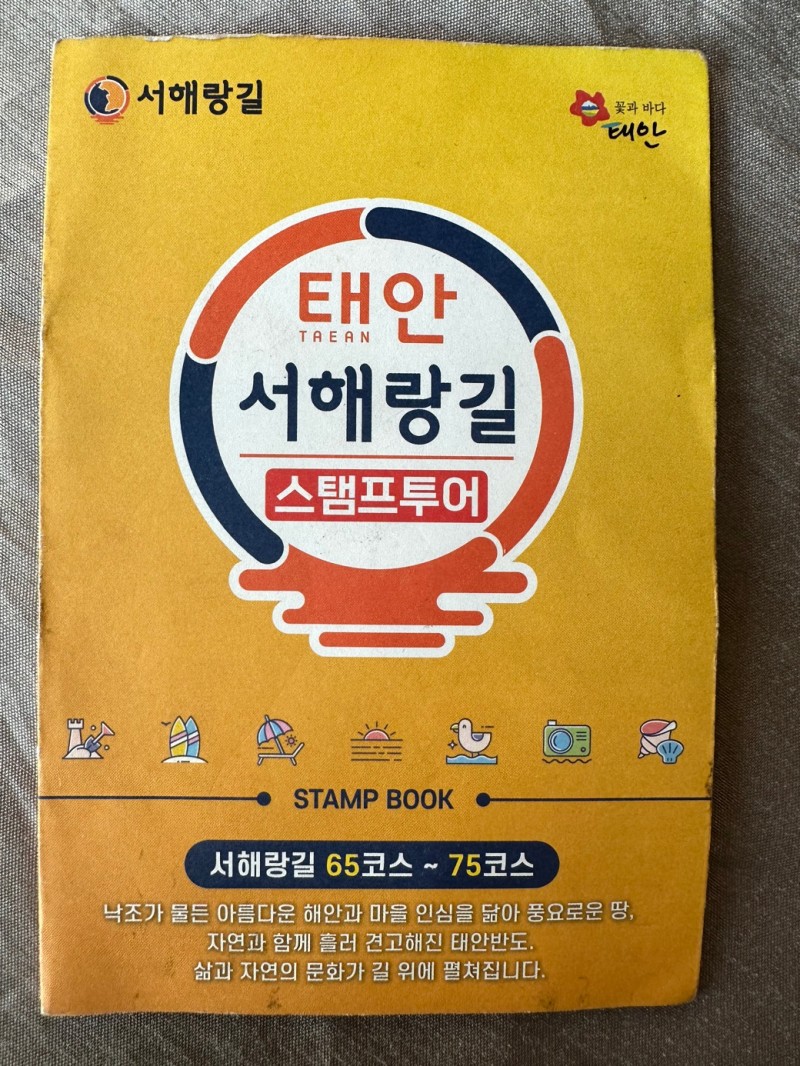 서해랑길
꽃과 바다
태안
태안
TAEAN
서해랑길
스탬프투어
STAMP BOOK
서해랑길 65코스 ~ 75코스
낙조가 물든 아름다운 해안과 마을 인심을 닮아 풍요로운 땅,
자연과 함께 흘러 견고해진 태안반도.
삶과 자연의 문화가 길 위에 펼쳐집니다.